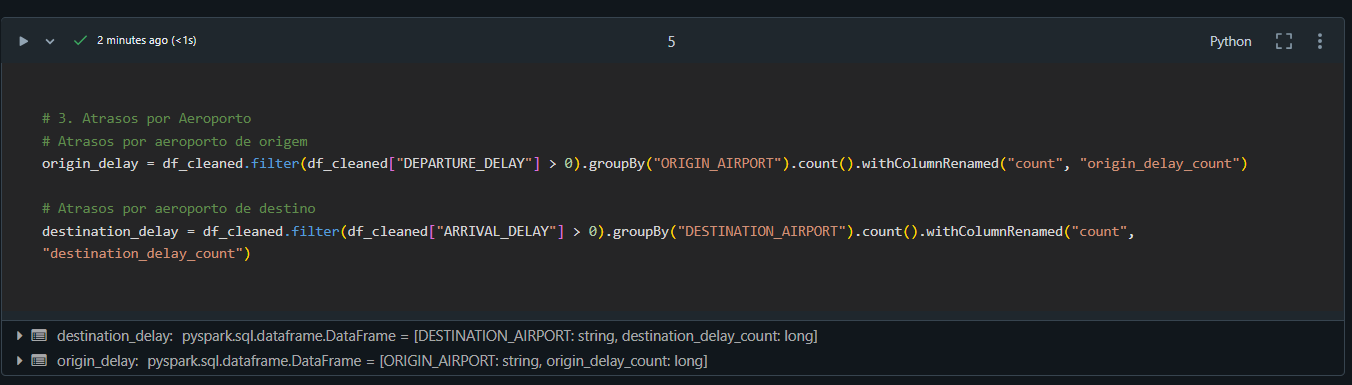 2 minutes ago (<1s)
5
Python
# 3. Atrasos por Aeroporto
# Atrasos por aeroporto de origem
origin_delay = df_cleaned.filter(df_cleaned["DEPARTURE_DELAY"] > 0).groupBy("ORIGIN_AIRPORT").count().withColumnRenamed("count", "origin_delay_count")
# Atrasos por aeroporto de destino
destination_delay = df_cleaned.filter(df_cleaned["ARRIVAL_DELAY"] > 0).groupBy("DESTINATION_AIRPORT").count().withColumnRenamed("count",
"destination_delay_count")
destination_delay: pyspark.sql.dataframe.DataFrame = [DESTINATION_AIRPORT: string, destination_delay_count: long]
origin_delay: pyspark.sql.dataframe.DataFrame = [ORIGIN_AIRPORT: string, origin_delay_count: long]